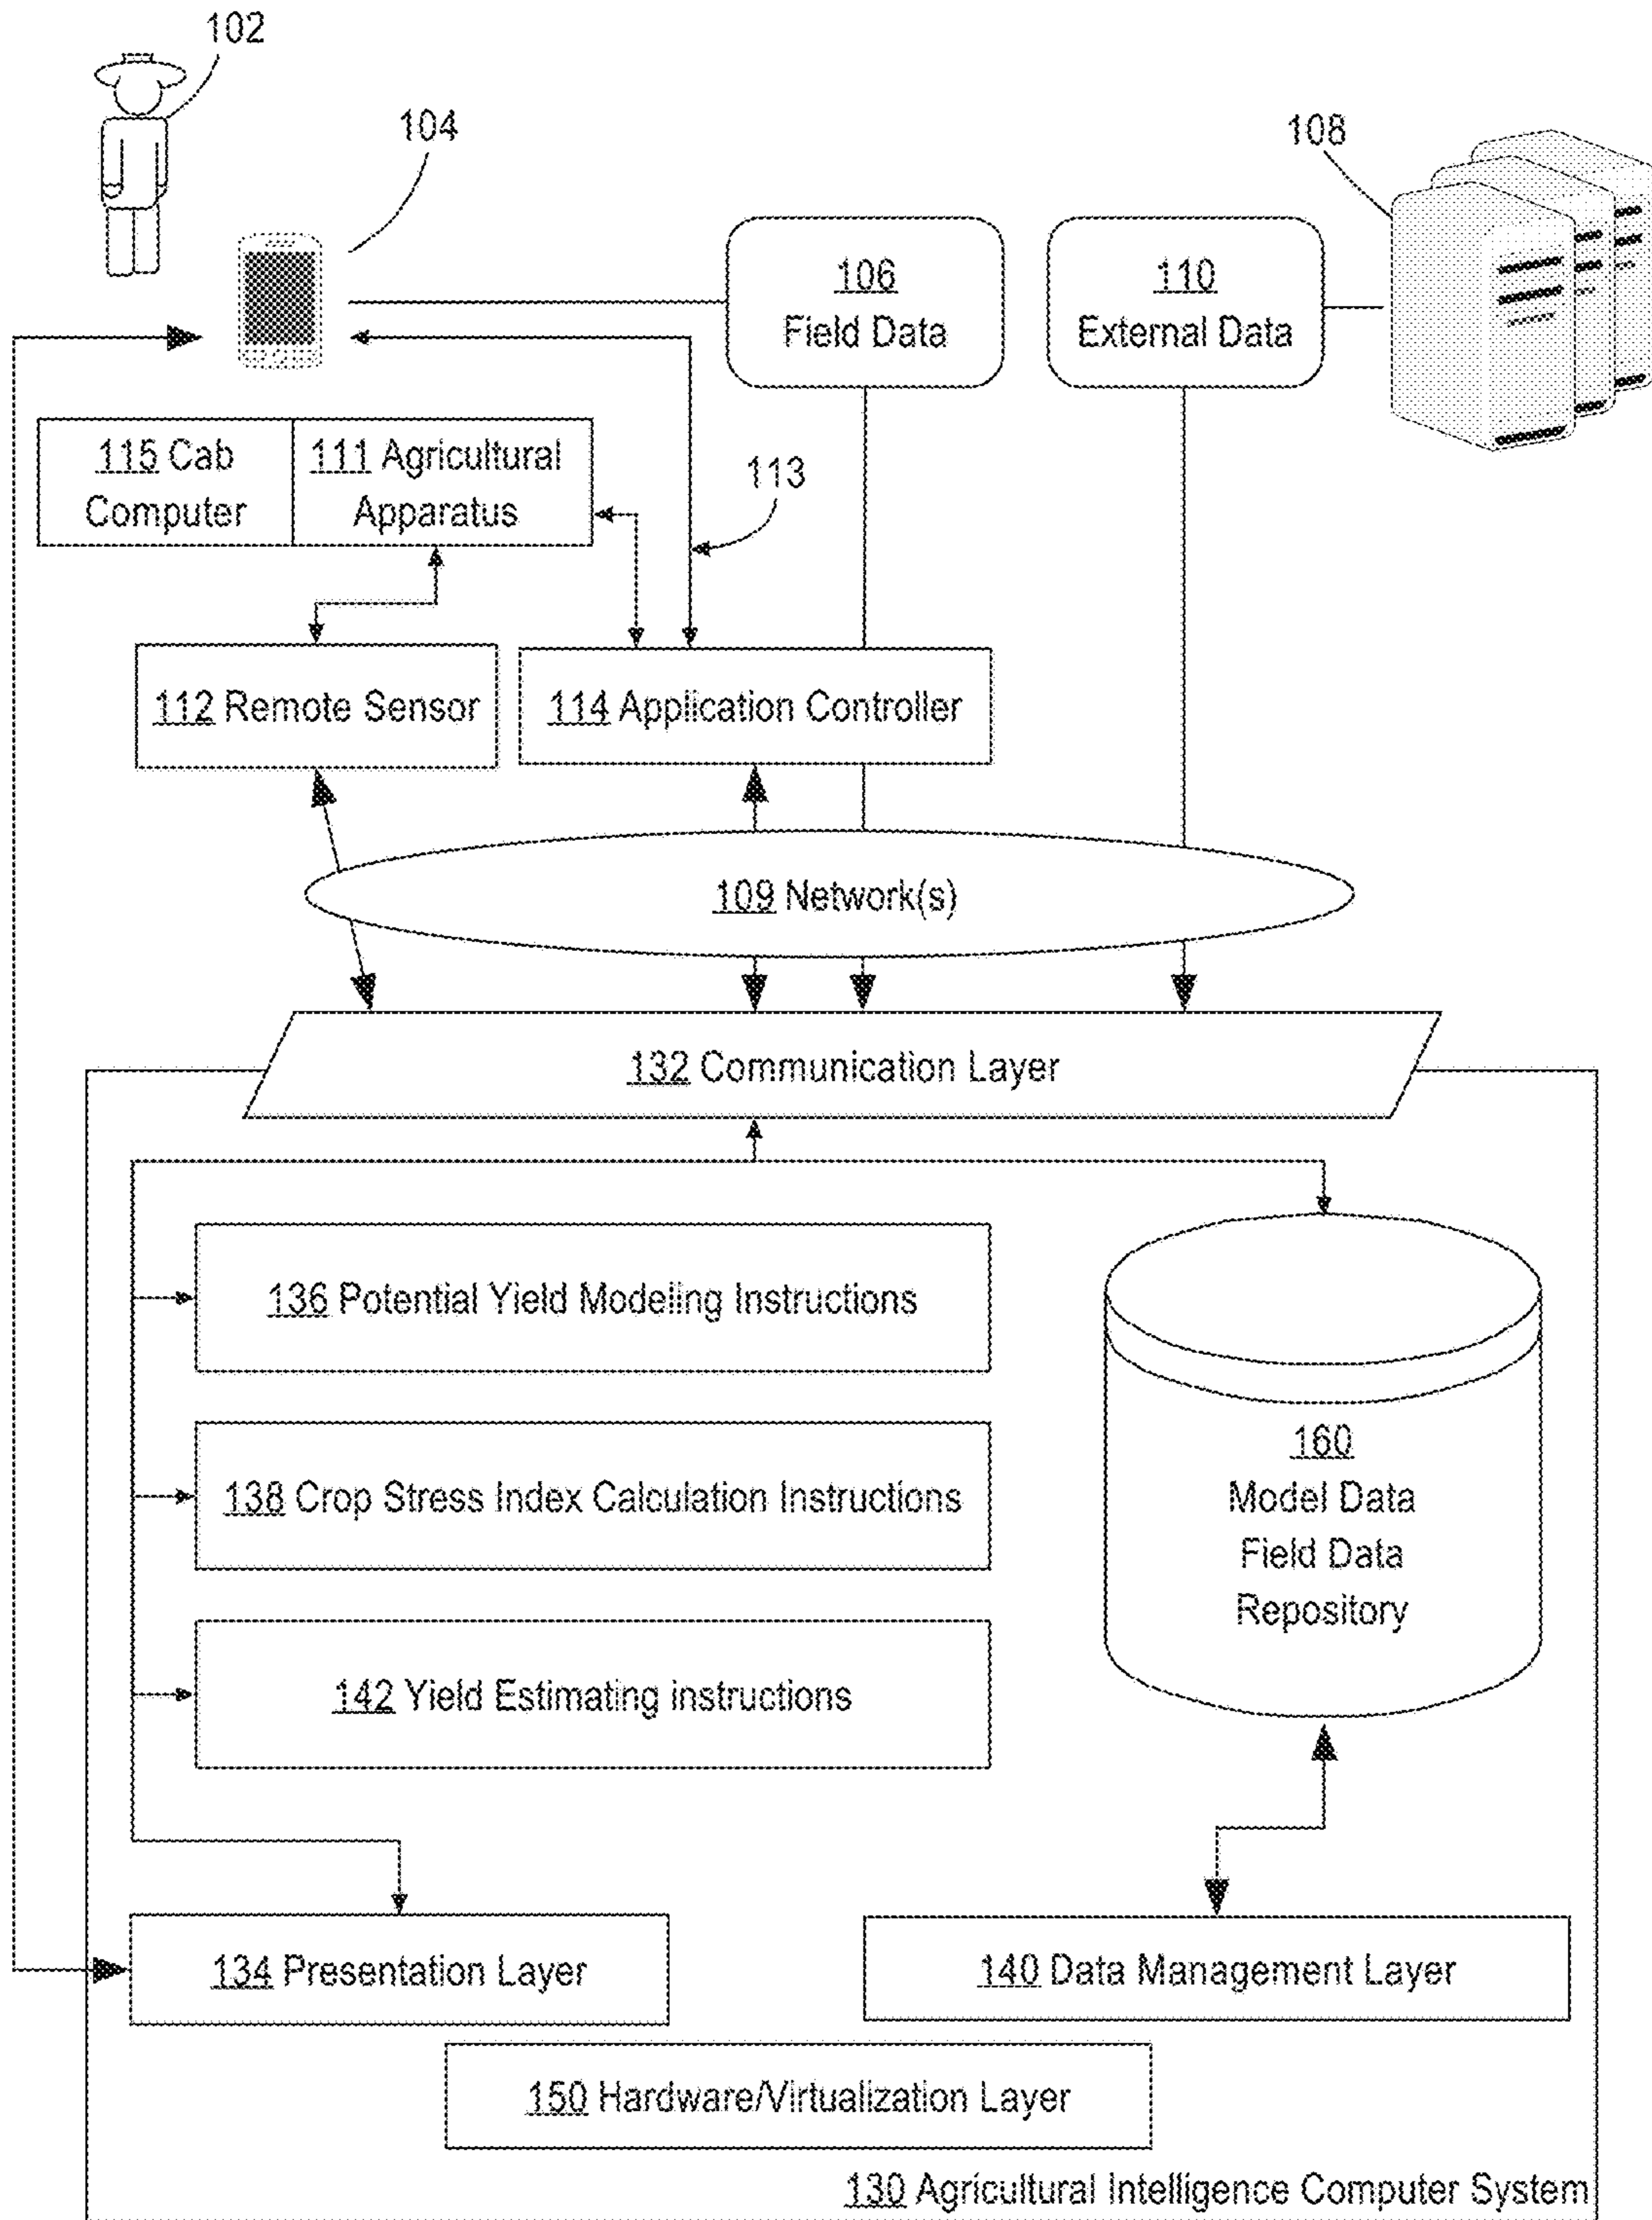 102
104
108
106
Field Data
110
External Data
115 Cab
Computer
111 Agricultural
Apparatus
113
112 Remote Sensor
114 Application Controller
109 Network(s)
132 Communication Layer
136 Potential Yield Modeling Instructions
138 Crop Stress Index Calculation Instructions
142 Yield Estimating instructions
160
Model Data
Field Data
Repository
134 Presentation Layer
140 Data Management Layer
150 Hardware/Virtualization Layer
130 Agricultural Intelligence Computer System